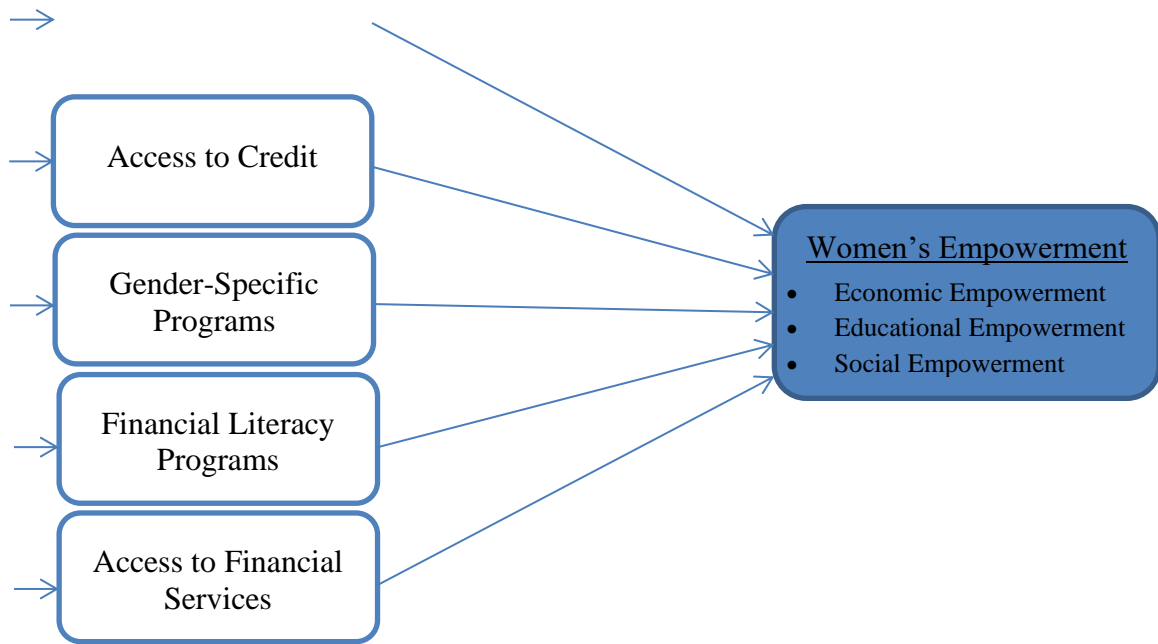 Access to Credit
Gender-Specific
Programs
Financial Literacy
Programs
Access to Financial
Services
Women’s Empowerment
• Economic Empowerment
• Educational Empowerment
• Social Empowerment